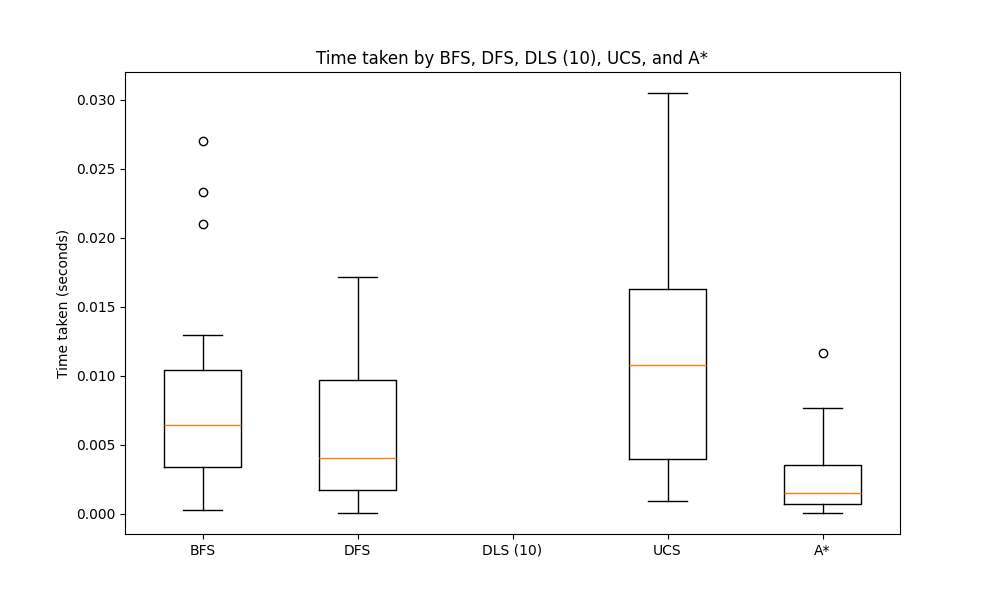 Time taken by BFS, DFS, DLS (10), UCS, and A*
Time taken (seconds)
0.030
0.025
0.020
0.015
0.010
0.005
0.000
BFS
DFS
DLS (10)
UCS
A*